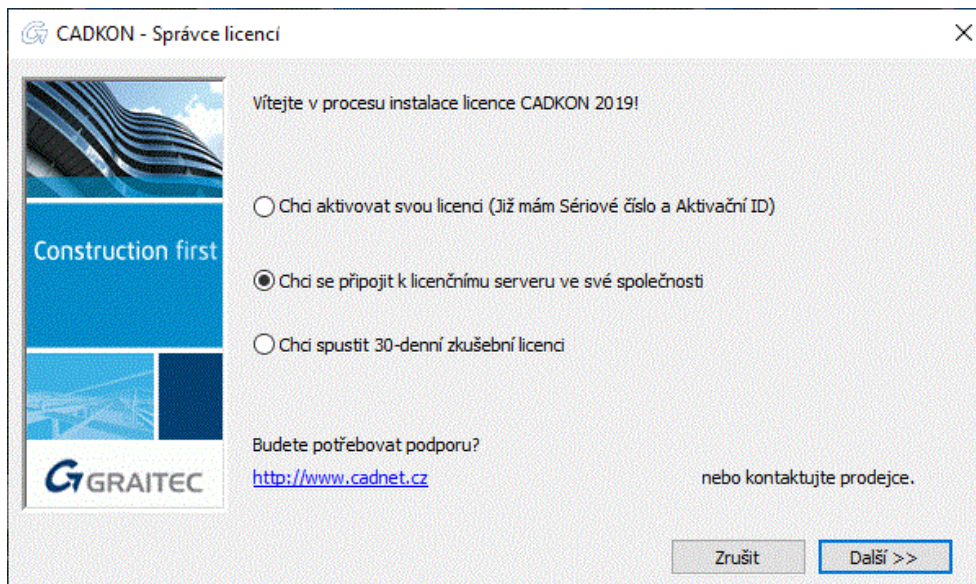 CADKON - Správce licencí
Vítejte v procesu instalace licence CADKON 2019!
Chci aktivovat svou licenci (Již mám Sériové číslo a Aktivační ID)
Construction first
Chci se připojit k licenčnímu serveru ve své společnosti
Chci spustit 30-denní zkušební licenci
Budete potřebovat podporu?
GRAITEC
http://www.cadnet.cz nebo kontaktujte prodejce.
Zrušit Další >>